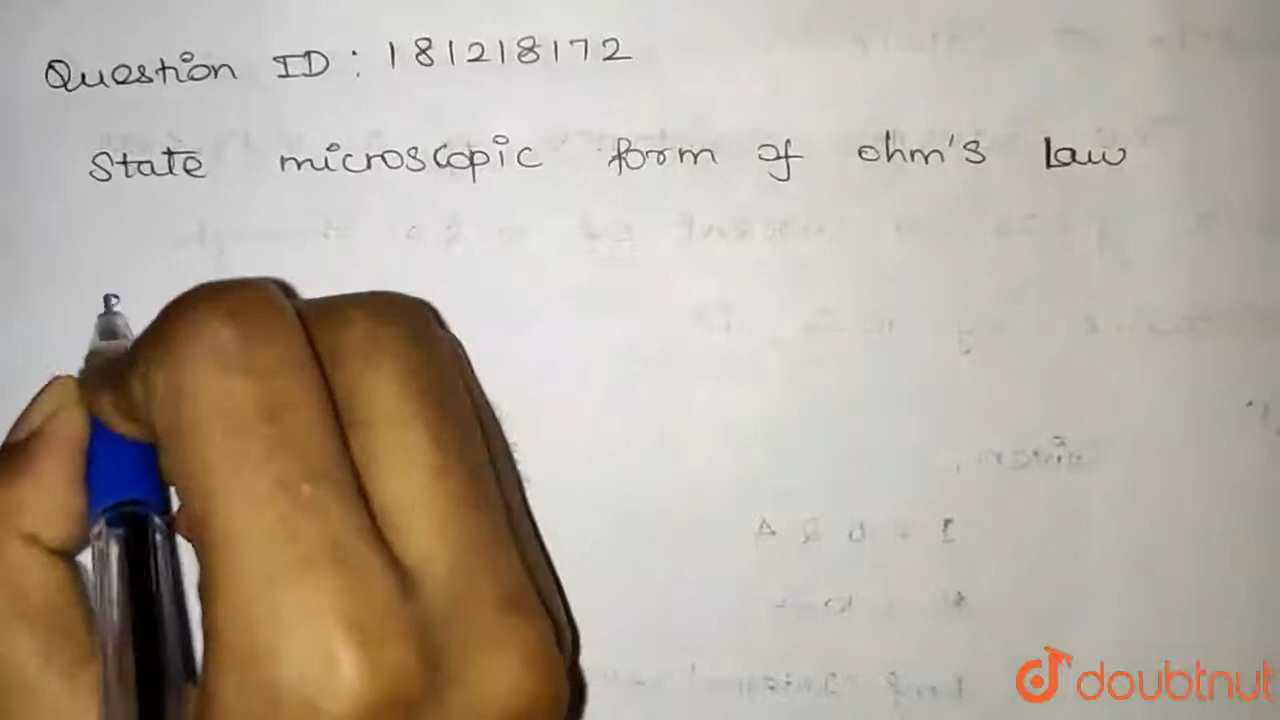 Question ID : 181218172
State microscopic form of ohm's law
doubtnut